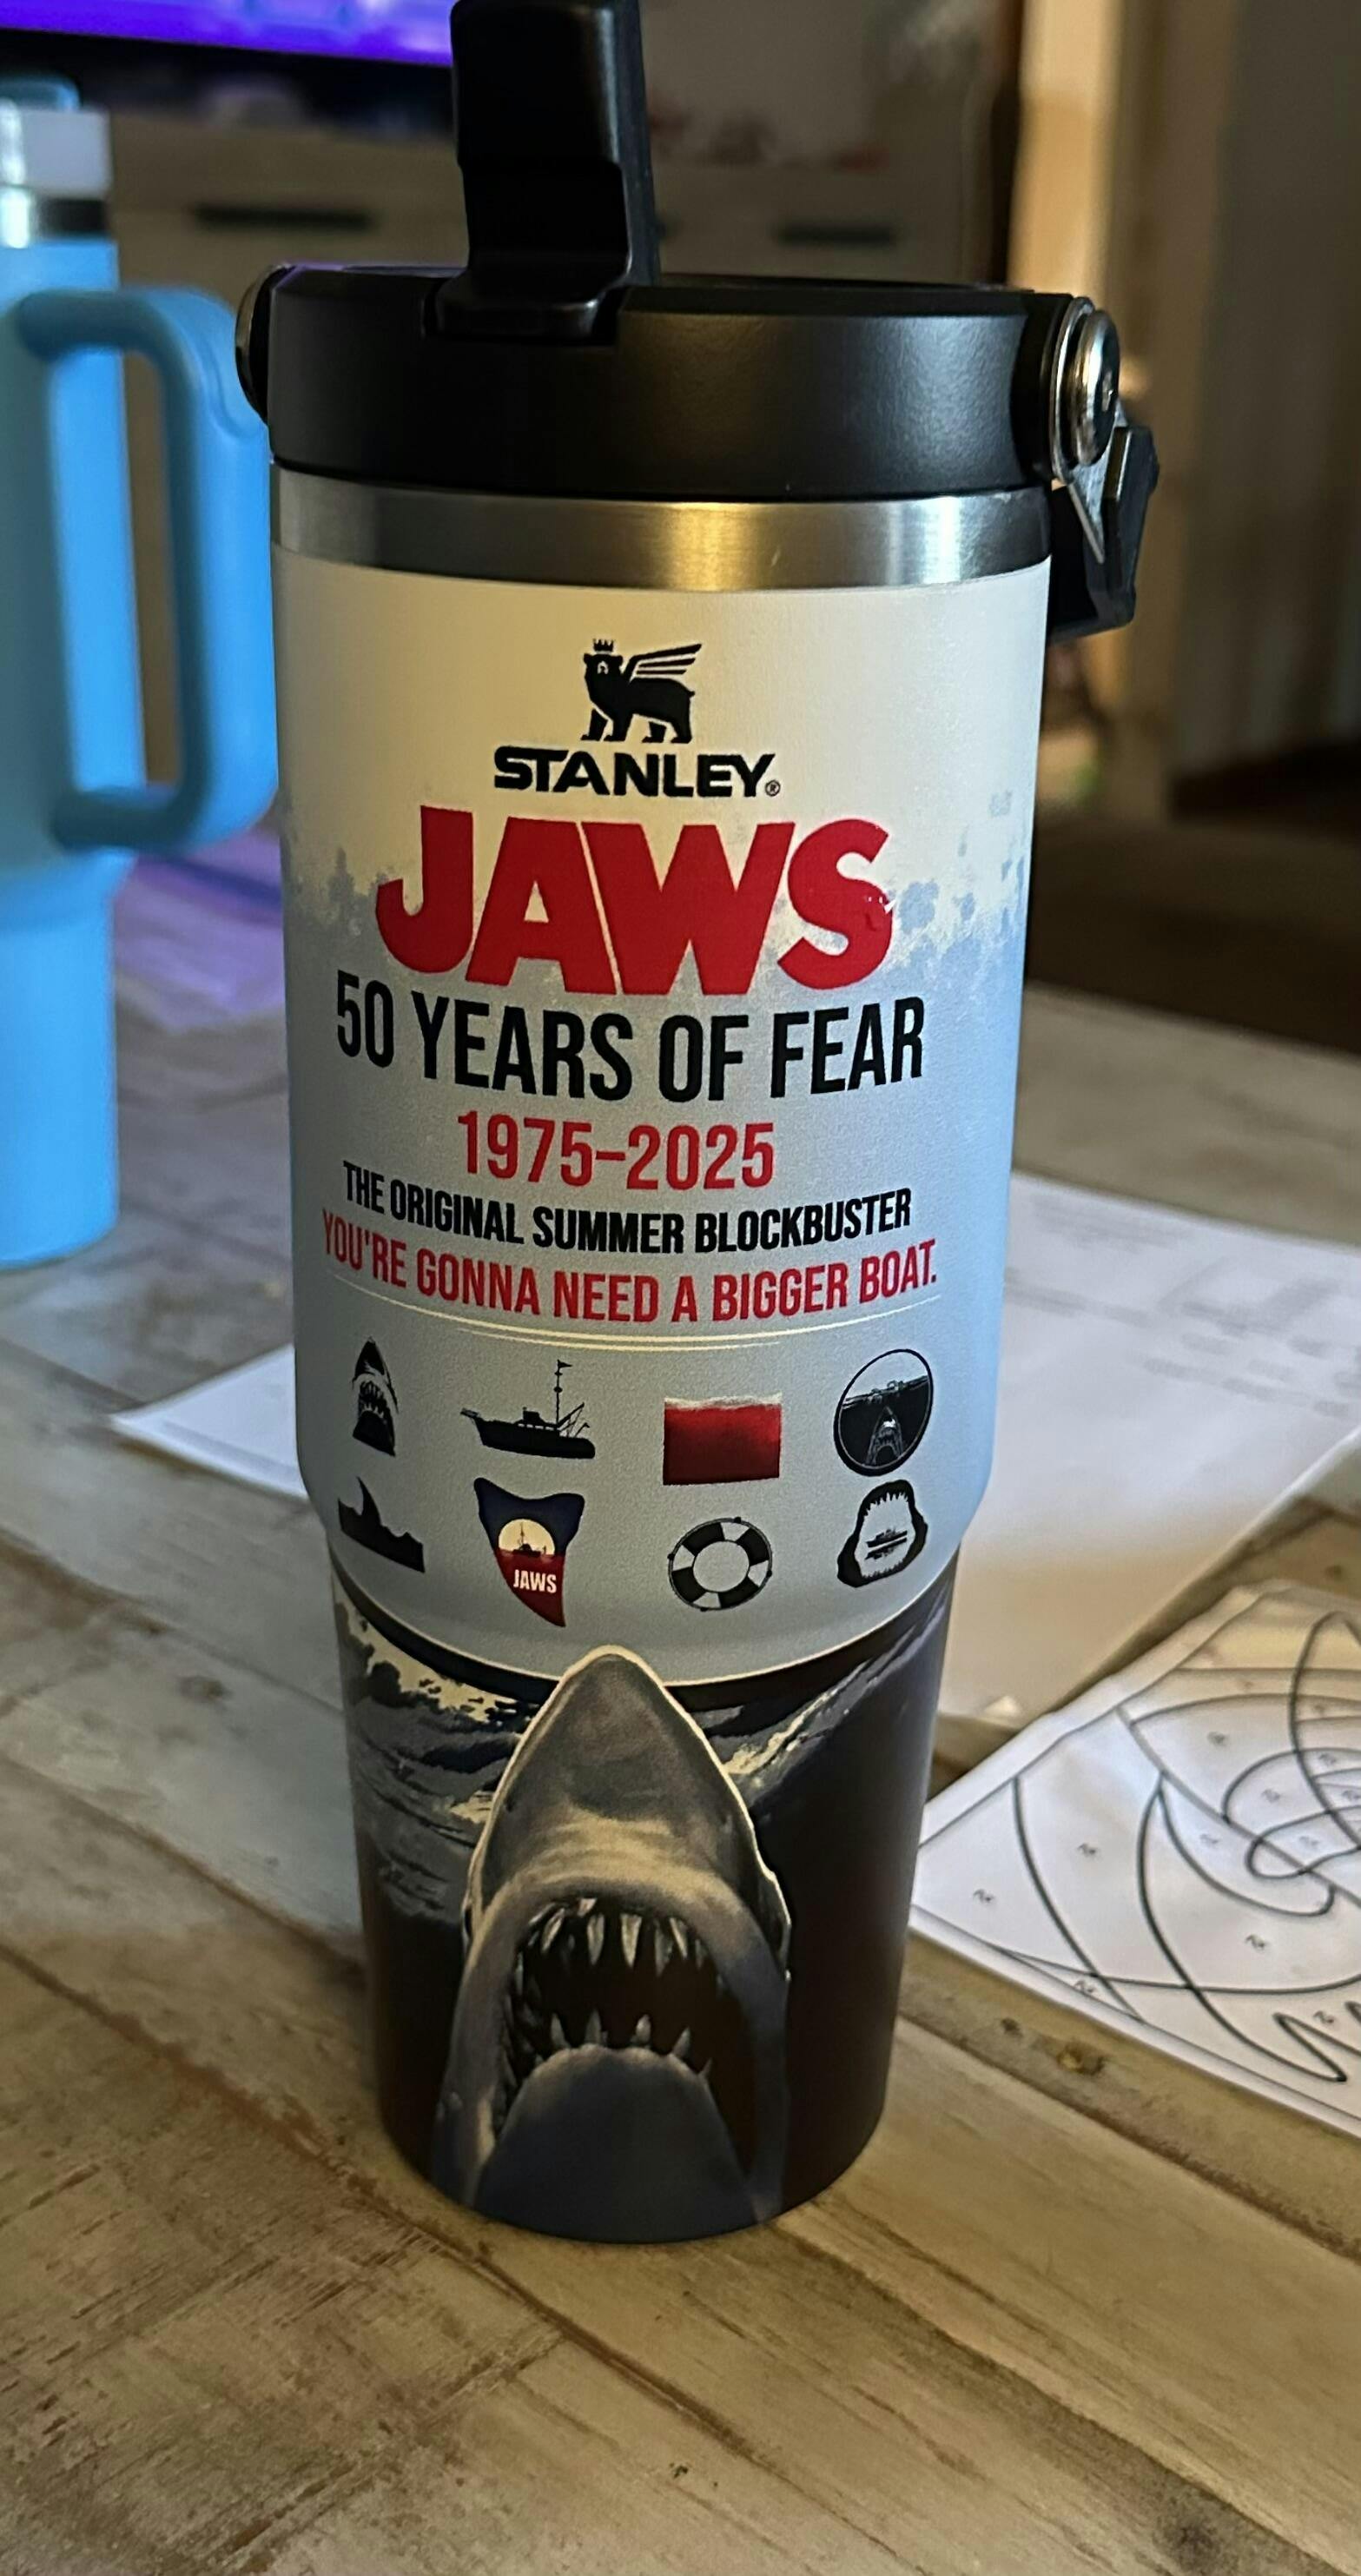 STANLEY®
JAWS
50 YEARS OF FEAR
1975-2025
THE ORIGINAL SUMMER BLOCKBUSTER
YOU'RE GONNA NEED A BIGGER BOAT.
JAWS